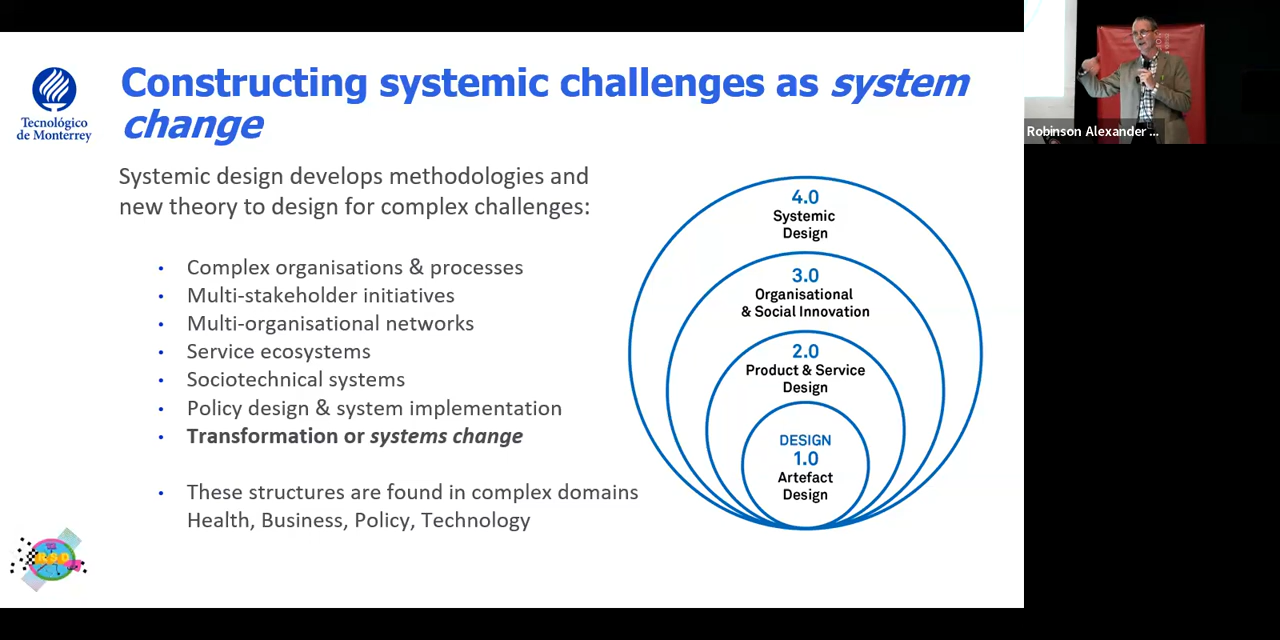 Tecnológico
de Monterrey
Constructing systemic challenges as system
change
Systemic design develops methodologies and
new theory to design for complex challenges:
• Complex organisations & processes
• Multi-stakeholder initiatives
• Multi-organisational networks
• Service ecosystems
• Sociotechnical systems
• Policy design & system implementation
• Transformation or systems change
• These structures are found in complex domains
Health, Business, Policy, Technology
4.0
Systemic
Design
3.0
Organisational
& Social Innovation
2.0
Product & Service
Design
DESIGN
1.0
Artefact
Design
RSD
Robinson Alexander ...